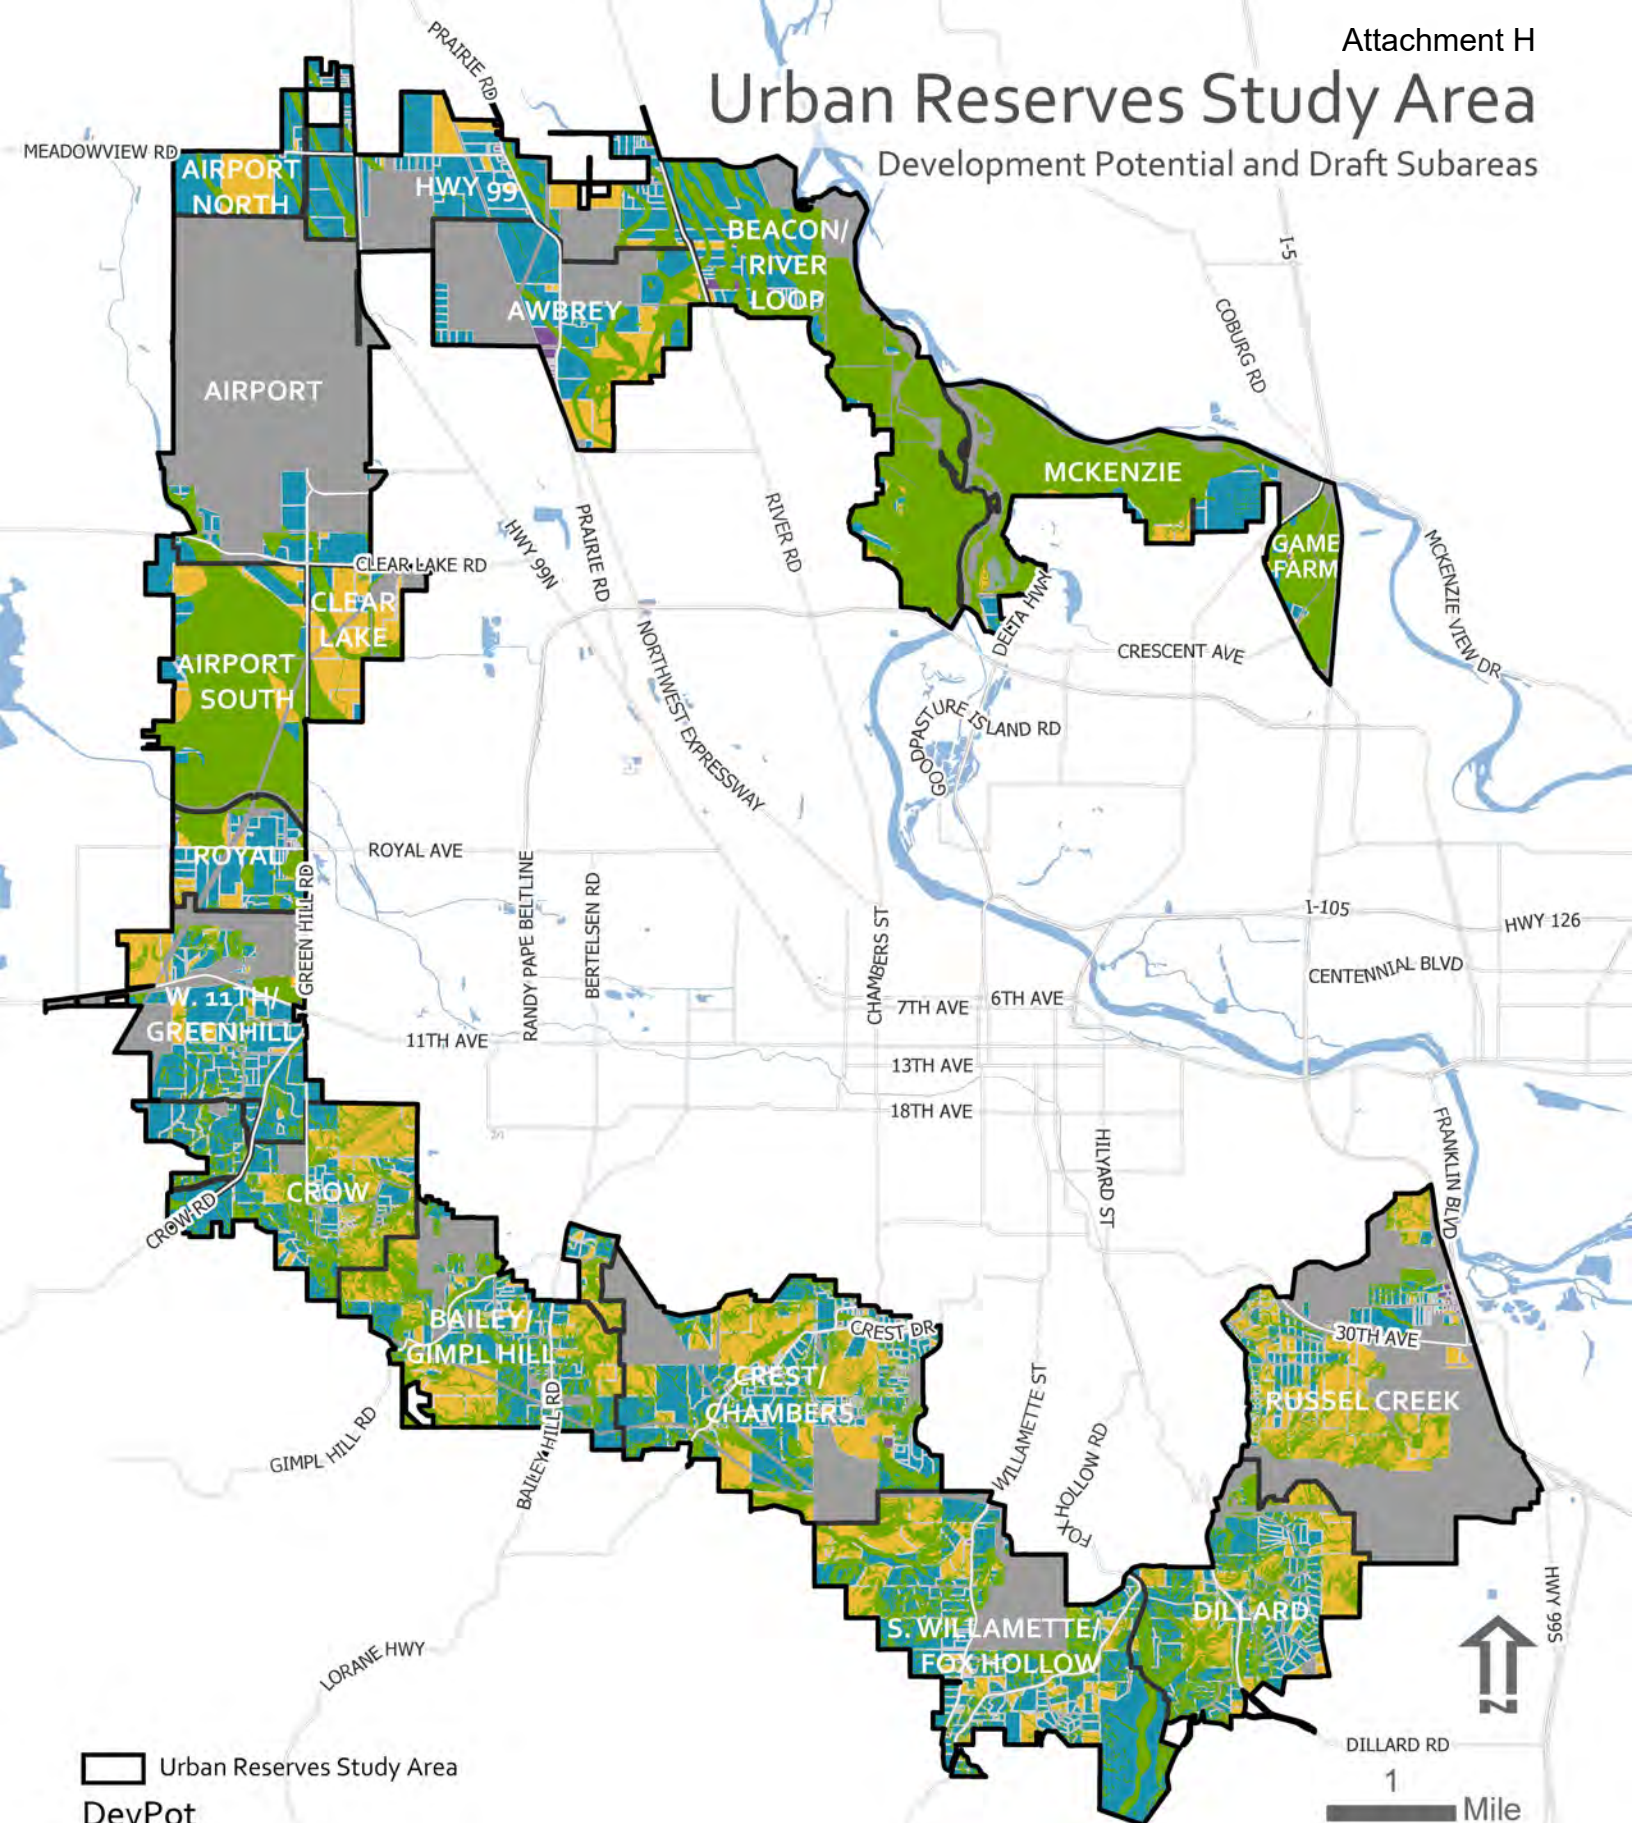 Attachment H
Urban Reserves Study Area
Development Potential and Draft Subareas
PRAIRIE RD
MEADOWVIEW RD
AIRPORT
NORTH
HWY 99
BEACON/
RIVER
LOOP
I-5
AWBREY
COBURG RD
AIRPORT
MCKENZIE
RIVER RD
PRAIRIE RD
HWY 99N
GAME
FARM
MCKENZIE VIEW DR
CLEAR LAKE RD
CLEAR
LAKE
DELTA HWY
CRESCENT AVE
AIRPORT
SOUTH
NORTHWEST EXPRESSWAY
GOODPASTURE ISLAND RD
ROYAL
ROYAL AVE
GREEN HILL RD
RANDY PAPE BELTLINE
BERTELSEN RD
CHAMBERS ST
I-105
HWY 126
CENTENNIAL BLVD
W. 11TH/
GREENHILL
7TH AVE
6TH AVE
11TH AVE
13TH AVE
18TH AVE
FRANKLIN BLVD
HILYARD ST
CROW
CROW RD
BAILEY/
GIMPL HILL
CREST DR
30TH AVE
CREST/
CHAMBERS
RUSSEL CREEK
GIMPL HILL RD
BAILEY HILL RD
WILLAMETTE ST
FOX HOLLOW RD
HWY 99S
DILLARD
S. WILLAMETTE/
FOX HOLLOW
LORANE HWY
N
DILLARD RD
Urban Reserves Study Area
1
Mile
DevPot